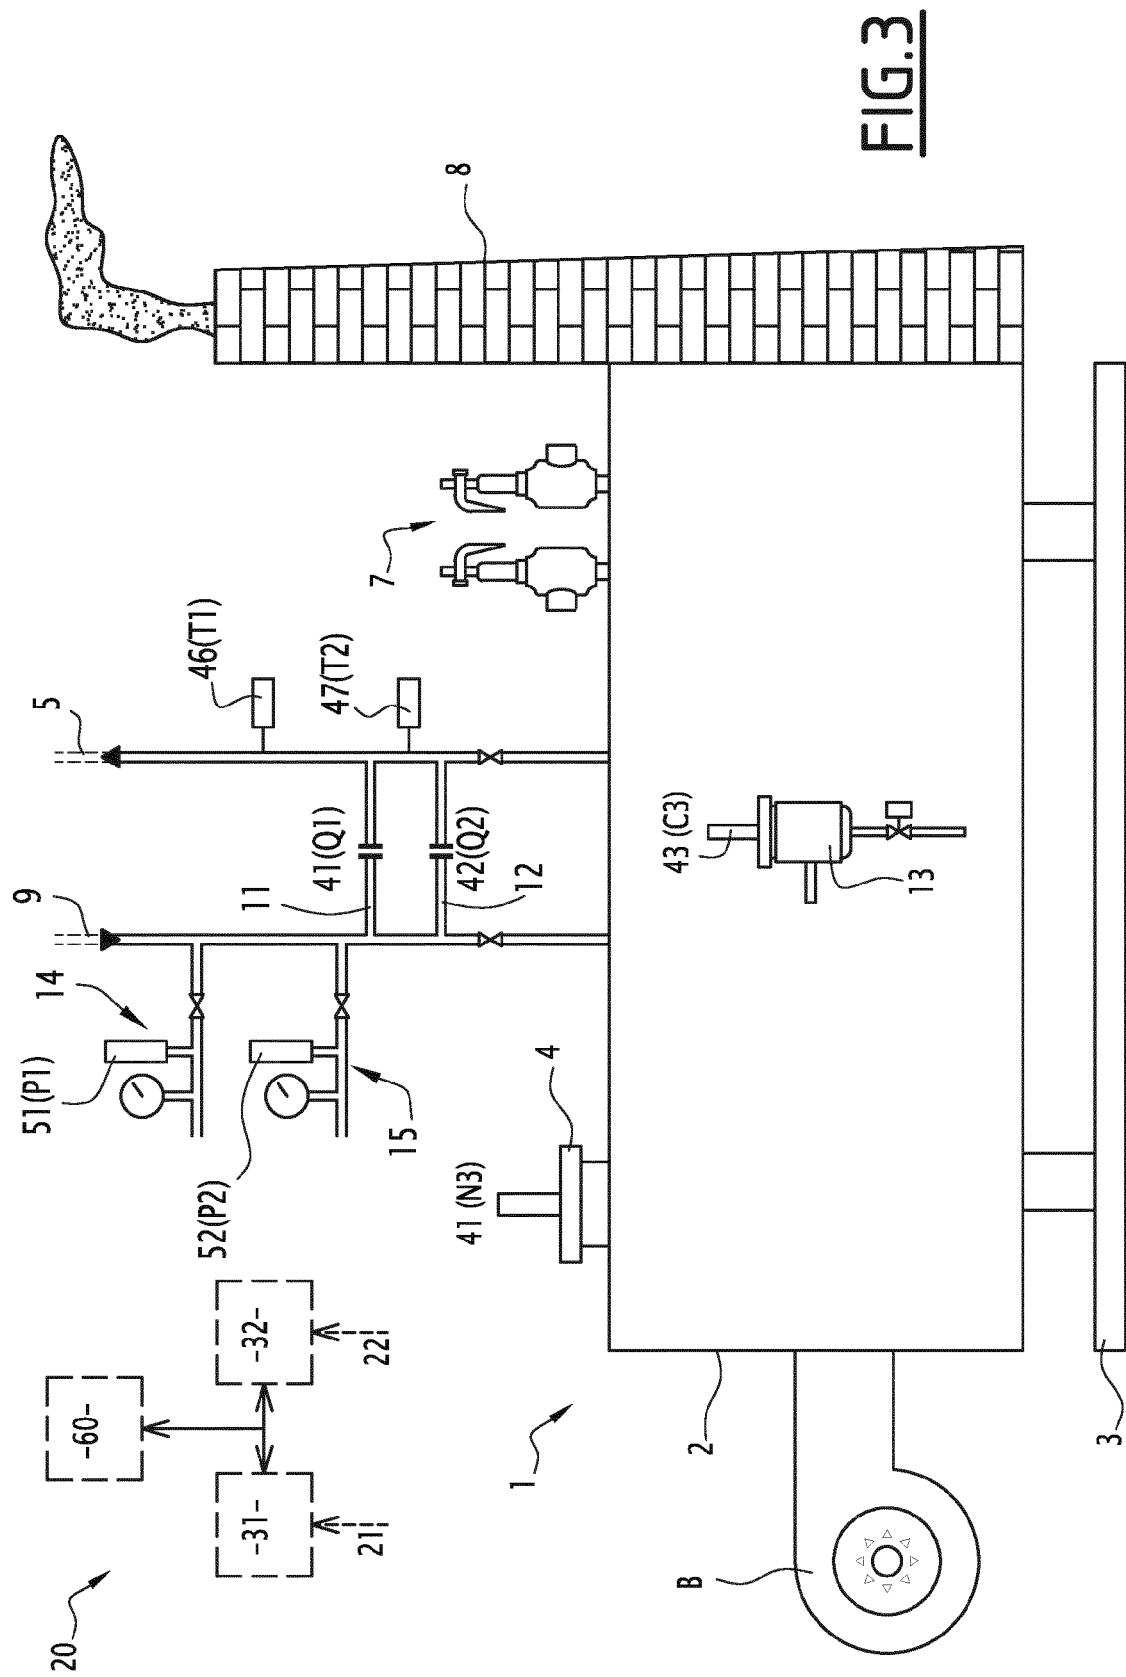 FIG.3
8
7
46(T1)
47(T2)
5
9
41(Q1)
42(Q2)
11
12
43 (C3)
13
14
15
51(P1)
52(P2)
4
41 (N3)
-60-
-32-
-31-
22
21
20
1
2
3
B